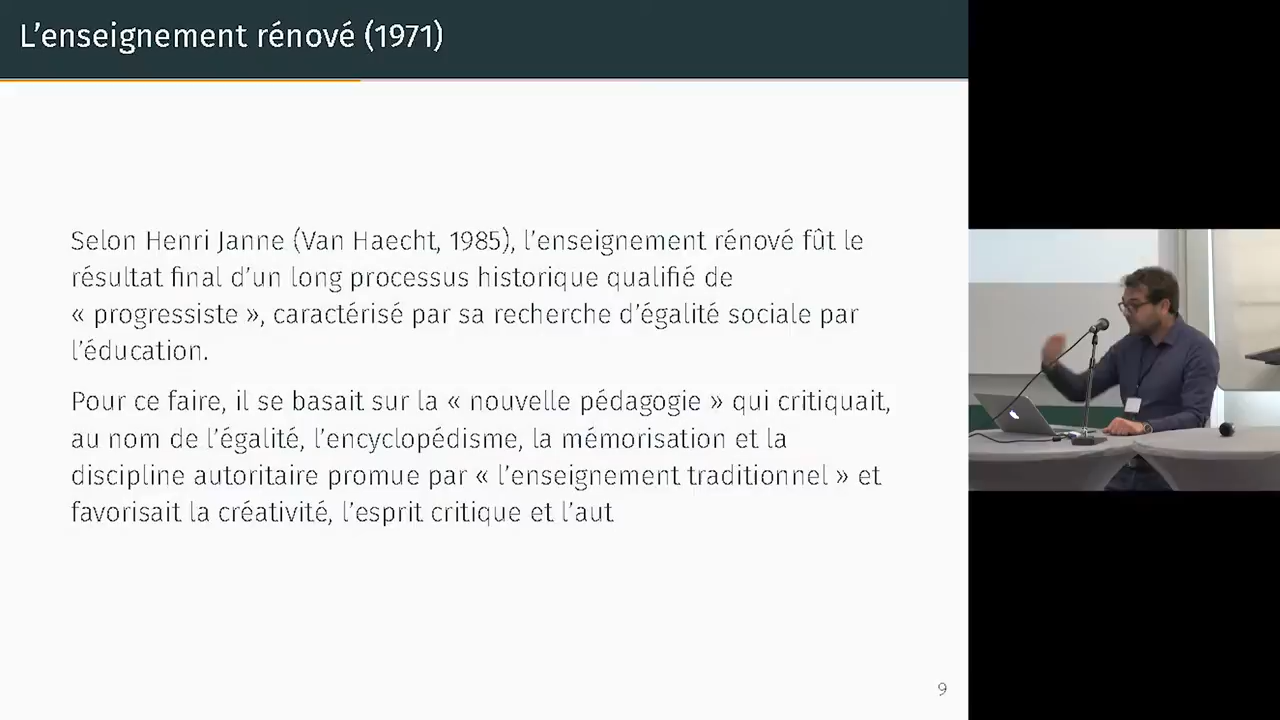 L'enseignement rénové (1971)
Selon Henri Janne (Van Haecht, 1985), l'enseignement rénové fût le
résultat final d'un long processus historique qualifié de
« progressiste », caractérisé par sa recherche d'égalité sociale par
l'éducation.
Pour ce faire, il se basait sur la « nouvelle pédagogie » qui critiquait,
au nom de l'égalité, l'encyclopédisme, la mémorisation et la
discipline autoritaire promue par « l'enseignement traditionnel » et
favorisait la créativité, l'esprit critique et l'aut
9